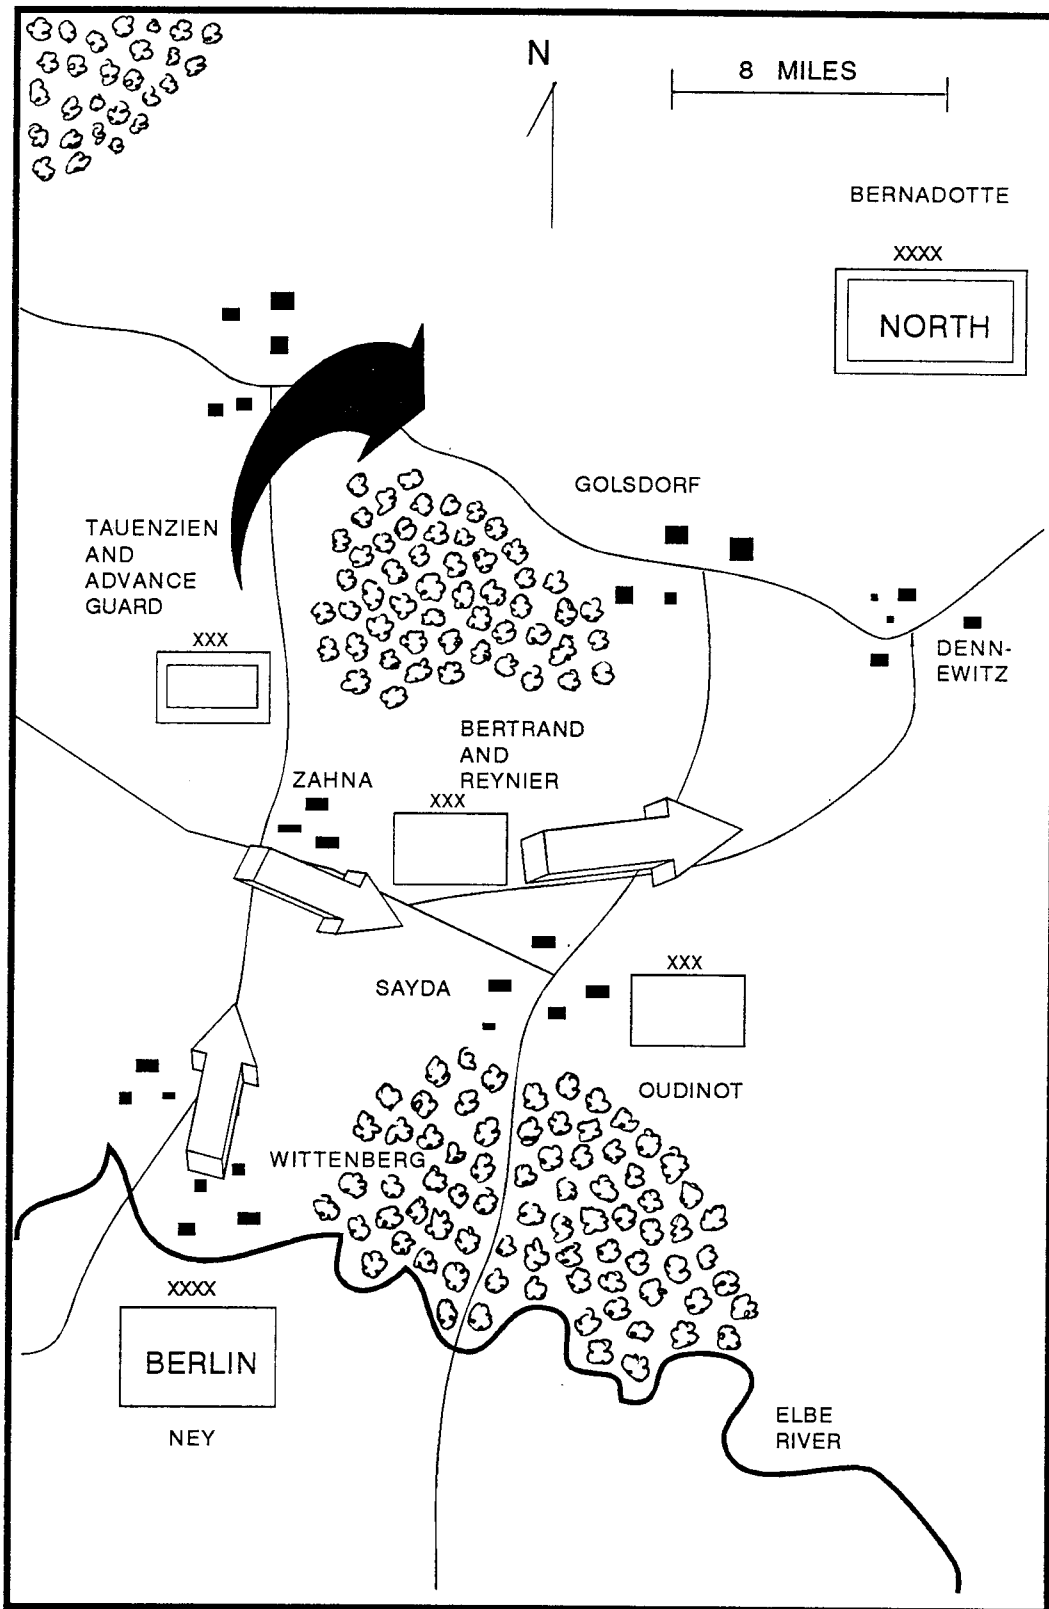 N
8 MILES
BERNADOTTE
XXXX
NORTH
GOLSDORF
TAUENZIEN
AND
ADVANCE
GUARD
XXX
DENN-
EWITZ
BERTRAND
AND
REYNIER
XXX
ZAHNA
SAYDA
XXX
OUDINOT
WITTENBERG
XXXX
BERLIN
NEY
ELBE
RIVER